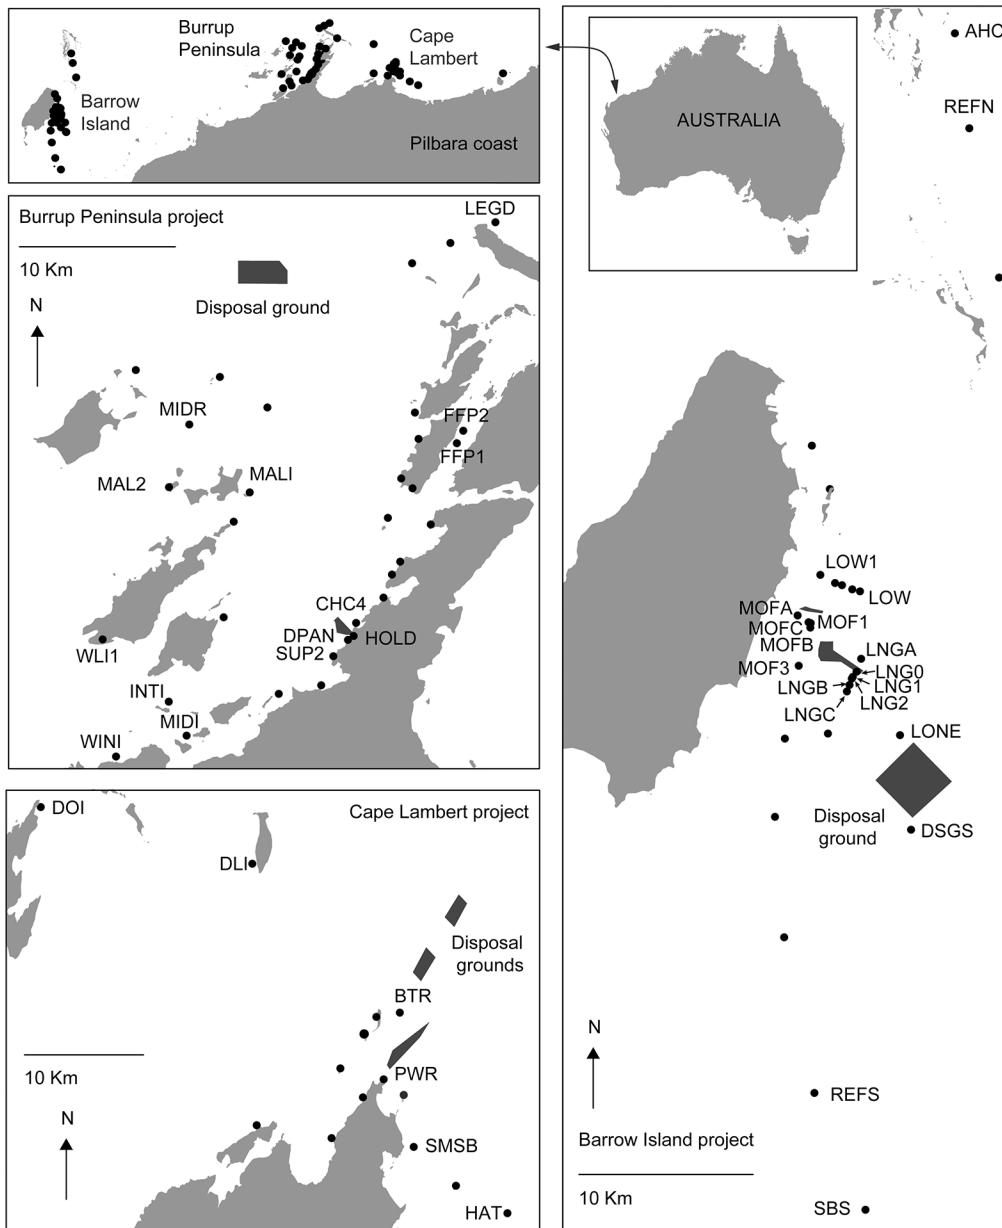 Burrup
Peninsula
Cape
Lambert
Barrow
Island
Pilbara coast
AUSTRALIA
Burrup Peninsula project
10 Km
N
LEGD
Disposal ground
MIDR
FFP2
FFP1
MAL2
MALI
CHC4
DPAN
HOLD
SUP2
WLI1
INTI
MIDI
WINI
Cape Lambert project
DOI
DLI
Disposal
grounds
BTR
10 Km
PWR
N
SMSB
HAT
AHC
REFN
LOW1
LOW
MOFA
MOF1
MOFC
MOFB
LNGA
MOF3
LNG0
LNGB
LNG1
LNG2
LNGC
LONE
Disposal
ground
DSGS
N
REFS
Barrow Island project
10 Km
SBS